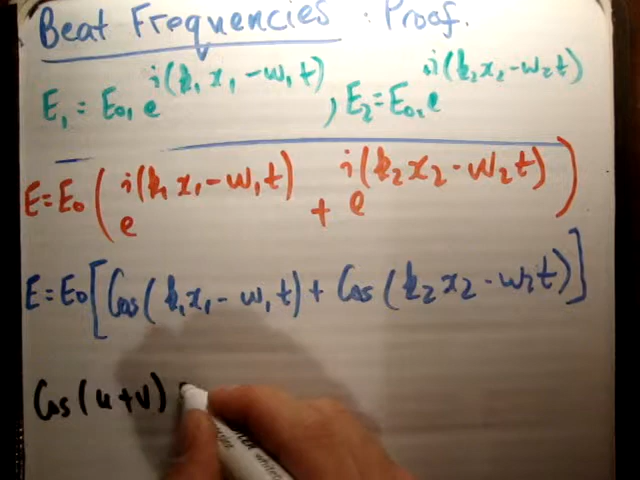 Beat Frequencies : Proof.
E₁ = E₀₁ e^i(k₁x₁-w₁t) , E₂ = E₀₂ e^i(k₂x₂-w₂t)
E = E₀ ( e^i(k₁x₁-w₁t) + e^i(k₂x₂-w₂t) )
E = E₀ [ Cos(k₁x₁-w₁t) + Cos(k₂x₂-w₂t) ]
Cos(u+v)